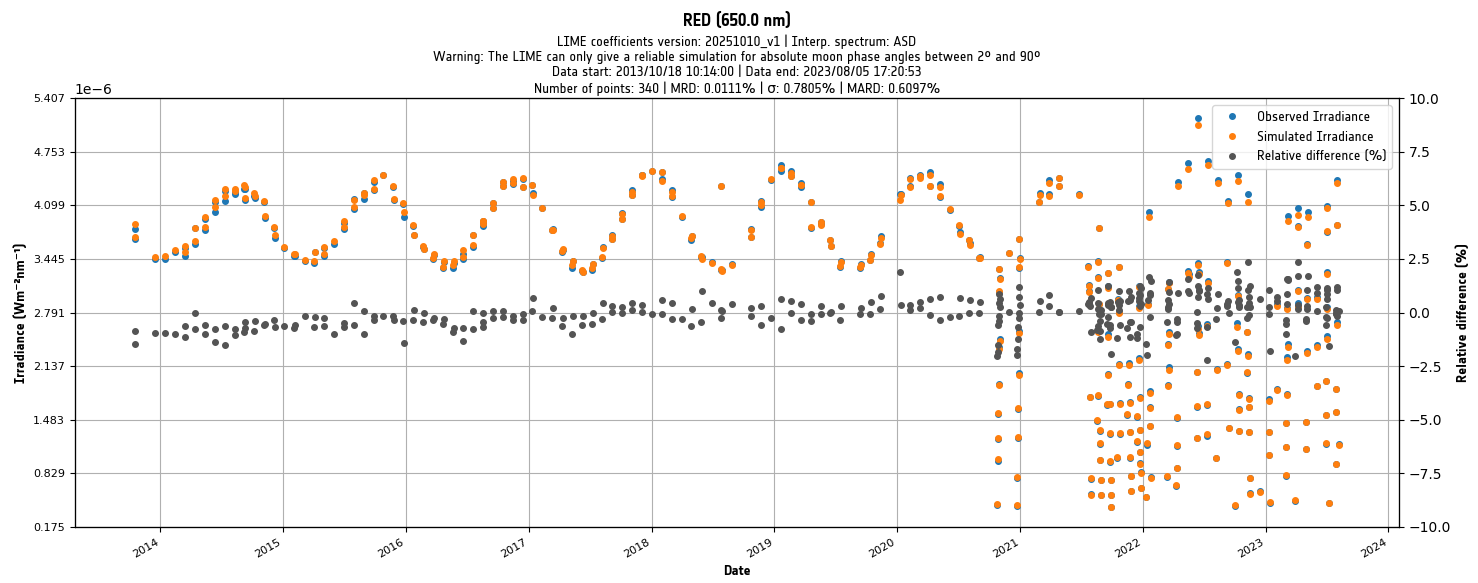 RED (650.0 nm)
LIME coefficients version: 20251010_v1 | Interp. spectrum: ASD
Warning: The LIME can only give a reliable simulation for absolute moon phase angles between 2º and 90º
Data start: 2013/10/18 10:14:00 | Data end: 2023/08/05 17:20:53
Number of points: 340 | MRD: 0.0111% | σ: 0.7805% | MARD: 0.6097%
1e−6
5.407
4.753
4.099
3.445
2.791
2.137
1.483
0.829
0.175
Irradiance (Wm⁻²nm⁻¹)
Observed Irradiance
Simulated Irradiance
Relative difference (%)
10.0
7.5
5.0
2.5
0.0
−2.5
−5.0
−7.5
−10.0
Relative difference (%)
2014
2015
2016
2017
2018
2019
2020
2021
2022
2023
2024
Date